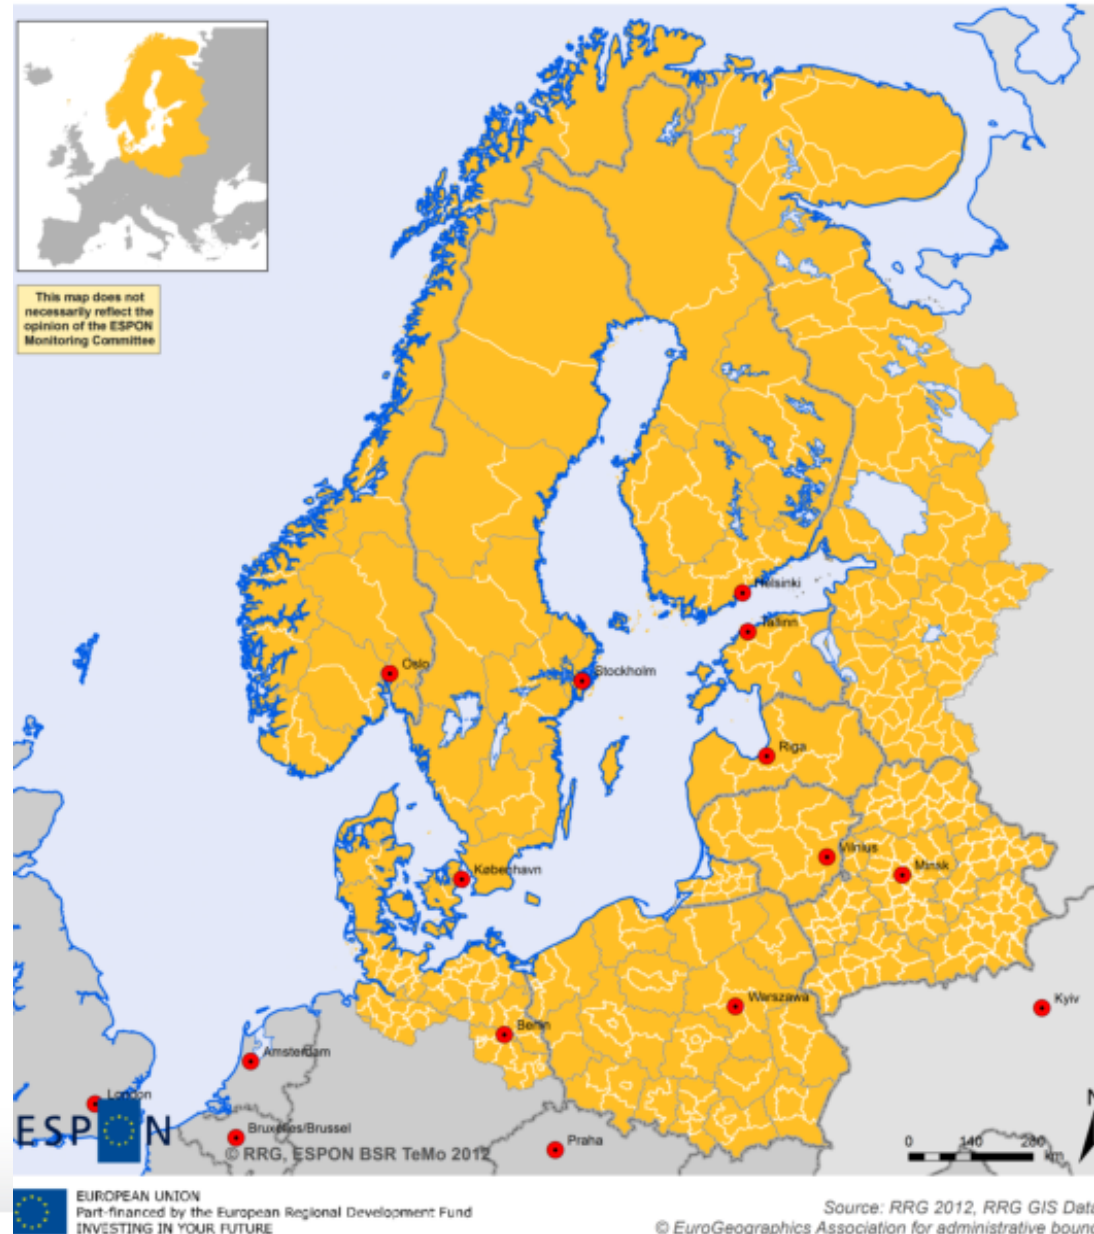 This map does not
necessarily reflect the
opinion of the ESPON
Monitoring Committee
Helsinki
Tallinn
Oslo
Stockholm
Riga
Vilnius
København
Minsk
Warszawa
Kyiv
Berlin
Amsterdam
London
ESPON
Bruxelles/Brussel
Praha
© RRG, ESPON BSR TeMo 2012
N
0 140 280
km
EUROPEAN UNION
Part-financed by the European Regional Development Fund
INVESTING IN YOUR FUTURE
Source: RRG 2012, RRG GIS Data
© EuroGeographics Association for administrative bound